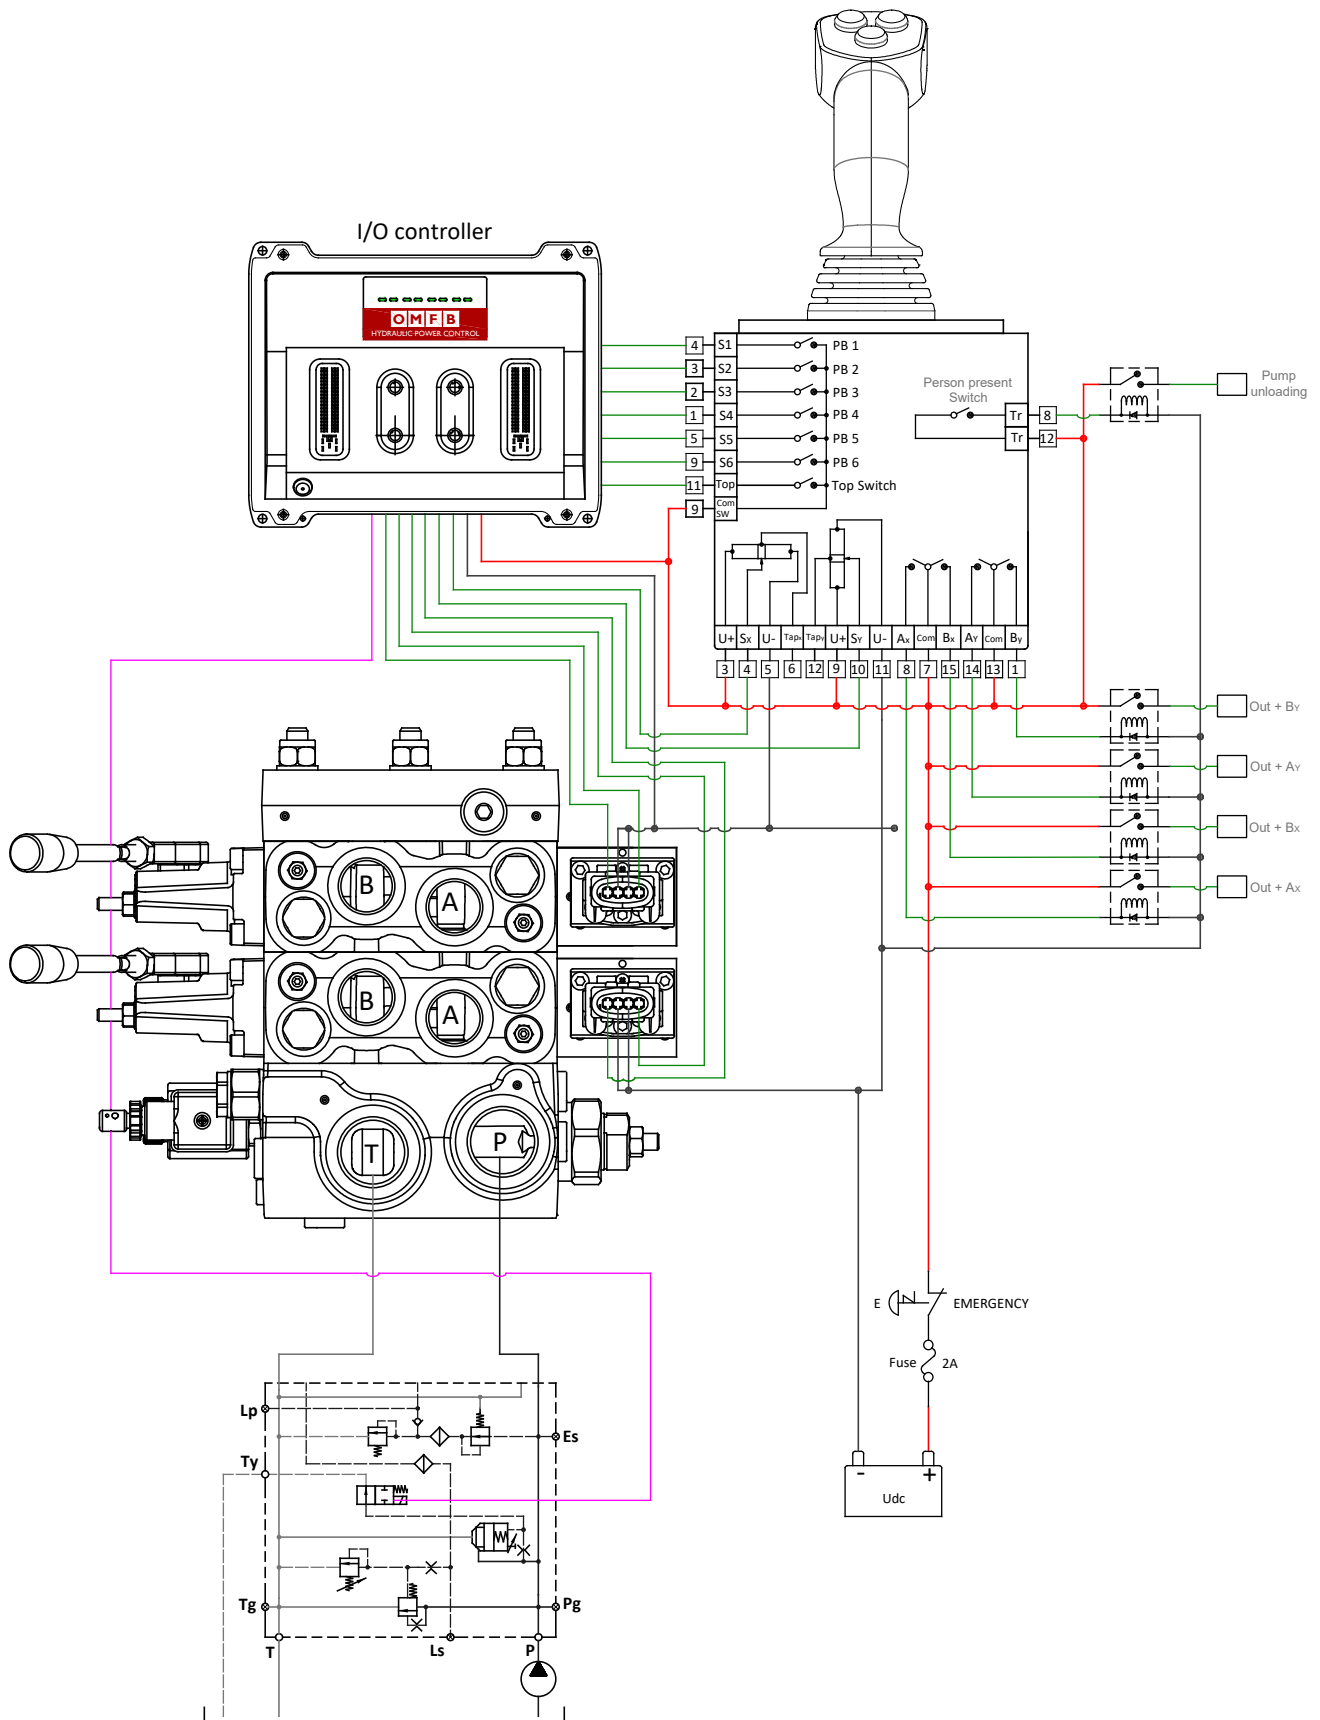 I/O controller
OMFB
HYDRAULIC POWER CONTROL
4 S1 PB 1
3 S2 PB 2
2 S3 PB 3
1 S4 PB 4
5 S5 PB 5
9 S6 PB 6
11 Top Top Switch
9 Com SW
Person present
Switch
Tr 8
Tr 12
Pump
unloading
U+ Sx U- Tapx Tapy U+ SY U- Ax Com Bx AY Com By
3 4 5 6 12 9 10 11 8 7 15 14 13 1
Out + BY
Out + AY
Out + BX
Out + AX
B
A
B
A
T
P
E EMERGENCY
Fuse 2A
- +
Udc
Lp
Es
Ty
Tg
Pg
T
Ls
P